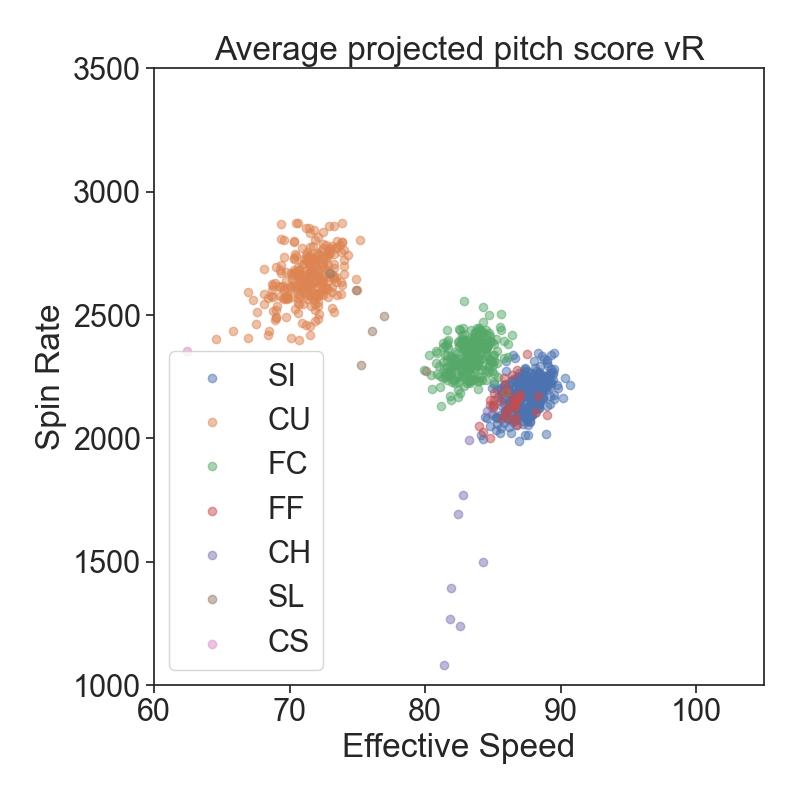 Average projected pitch score vR
3500
3000
2500
2000
1500
1000
Spin Rate
SI
CU
FC
FF
CH
SL
CS
60 70 80 90 100
Effective Speed